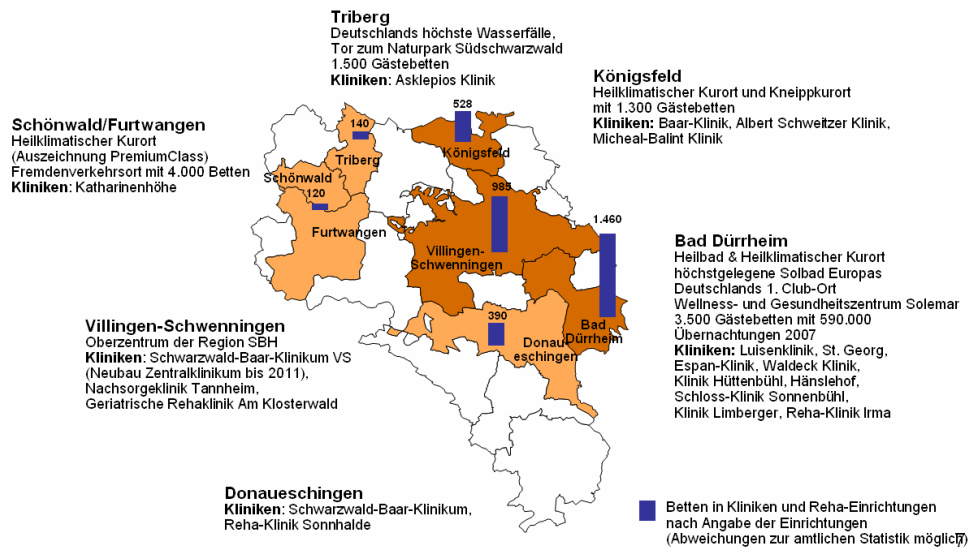 Triberg
Deutschlands höchste Wasserfälle,
Tor zum Naturpark Südschwarzwald
1.500 Gästebetten
Kliniken: Asklepios Klinik
Königsfeld
Heilklimatischer Kurort und Kneippkurort
mit 1.300 Gästebetten
Kliniken: Baar-Klinik, Albert Schweitzer Klinik,
Micheal-Balint Klinik
Schönwald/Furtwangen
Heilklimatischer Kurort
(Auszeichnung PremiumClass)
Fremdenverkehrsort mit 4.000 Betten
Kliniken: Katharinenhöhe
528
140
Königsfeld
Triberg
Schönwald
120
985
1.460
Furtwangen
Villingen-
Schwenningen
Bad Dürrheim
Heilbad & Heilklimatischer Kurort
höchstgelegene Solbad Europas
Deutschlands 1. Club-Ort
Wellness- und Gesundheitszentrum Solemar
3.500 Gästebetten mit 590.000
Übernachtungen 2007
Kliniken: Luisenklinik, St. Georg,
Espan-Klinik, Waldeck Klinik,
Klinik Hüttenbühl, Hänslehof,
Schloss-Klinik Sonnenbühl,
Klinik Limberger, Reha-Klinik Irma
390
Donau
eschingen
Bad
Dürrheim
Villingen-Schwenningen
Oberzentrum der Region SBH
Kliniken: Schwarzwald-Baar-Klinikum VS
(Neubau Zentralklinikum bis 2011),
Nachsorgeklinik Tannheim,
Geriatrische Rehaklinik Am Klosterwald
Donaueschingen
Kliniken: Schwarzwald-Baar-Klinikum,
Reha-Klinik Sonnhalde
Betten in Kliniken und Reha-Einrichtungen
nach Angabe der Einrichtungen
(Abweichungen zur amtlichen Statistik möglich)
7